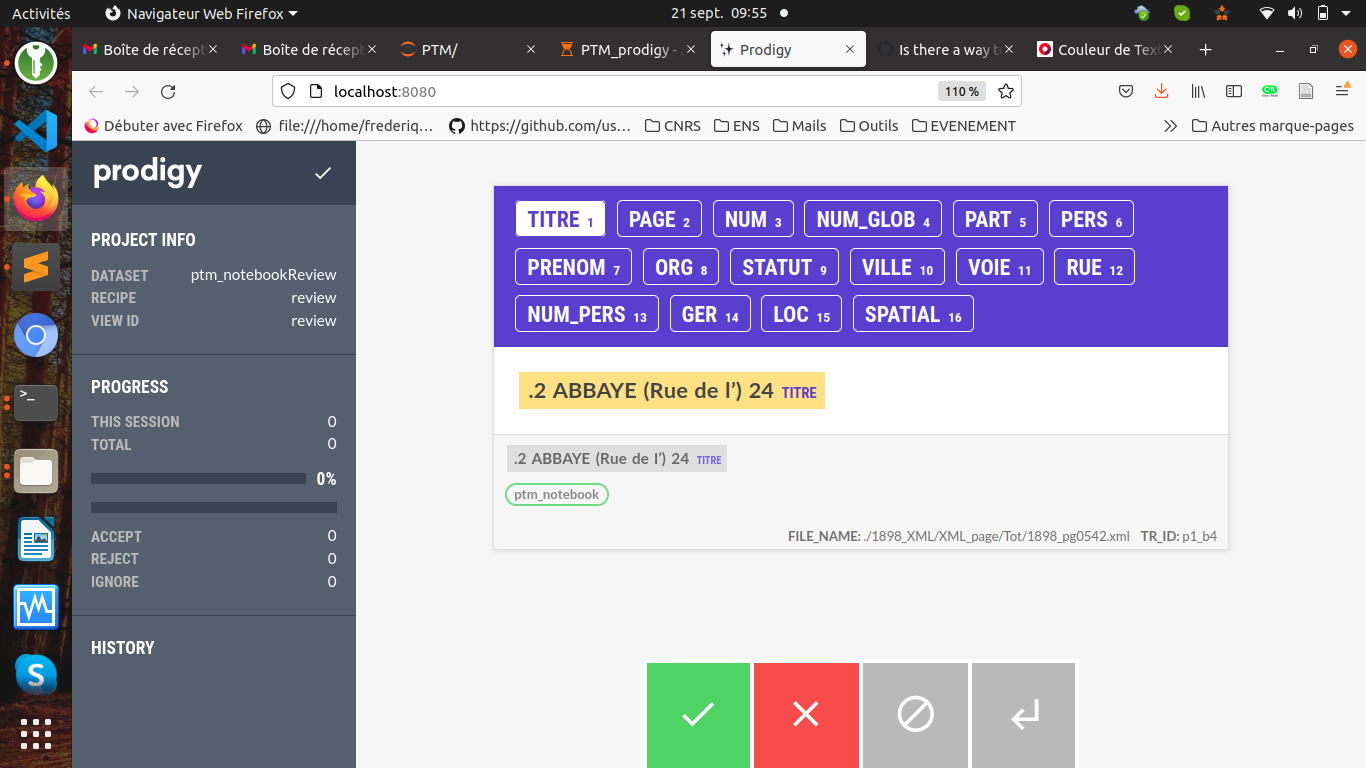 Activités Navigateur Web Firefox 21 sept. 09:55
Boîte de récept Boîte de récept PTM/ PTM_prodigy - Prodigy Is there a way t Couleur de Tex
localhost:8080 110 %
Débuter avec Firefox file:///home/frederiq… https://github.com/us… CNRS ENS Mails Outils EVENEMENT Autres marque-pages
prodigy
PROJECT INFO
DATASET ptm_notebookReview
RECIPE review
VIEW ID review
PROGRESS
THIS SESSION 0
TOTAL 0
0%
ACCEPT 0
REJECT 0
IGNORE 0
HISTORY
TITRE 1 PAGE 2 NUM 3 NUM_GLOB 4 PART 5 PERS 6
PRENOM 7 ORG 8 STATUT 9 VILLE 10 VOIE 11 RUE 12
NUM_PERS 13 GER 14 LOC 15 SPATIAL 16
.2 ABBAYE (Rue de l’) 24 TITRE
.2 ABBAYE (Rue de l’) 24 TITRE
ptm_notebook
FILE_NAME: ./1898_XML/XML_page/Tot/1898_pg0542.xml TR_ID: p1_b4